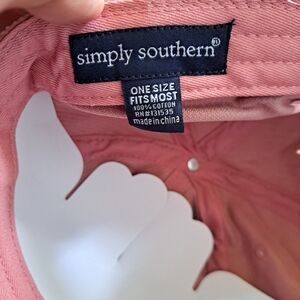 simply southern®
ONE SIZE
FITS MOST
100% COTTON
RN#131535
made in china